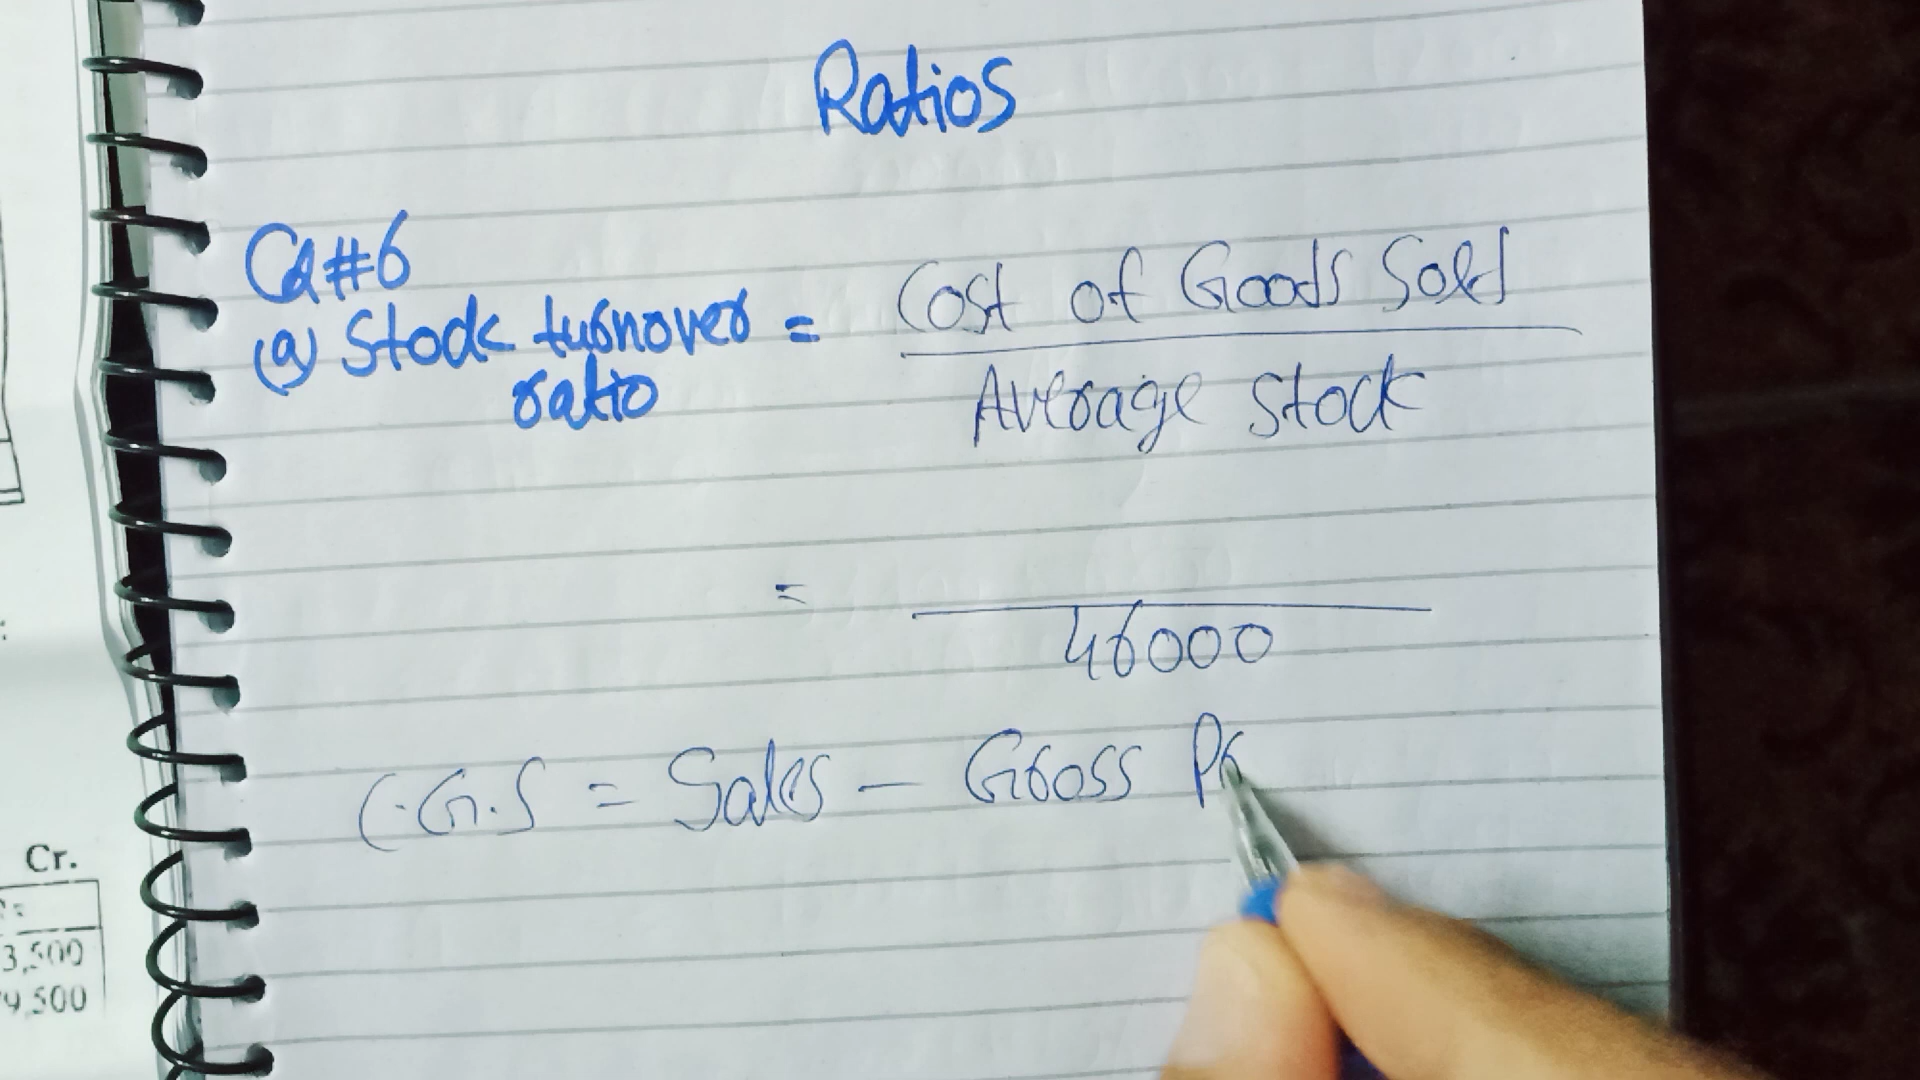 Ratios
Q#6
(a) Stock turnover = Cost of Goods Sold
ratio Average Stock
=
46000
C.G.S = Sales - Gross Pr
Cr.
3,500
9,500